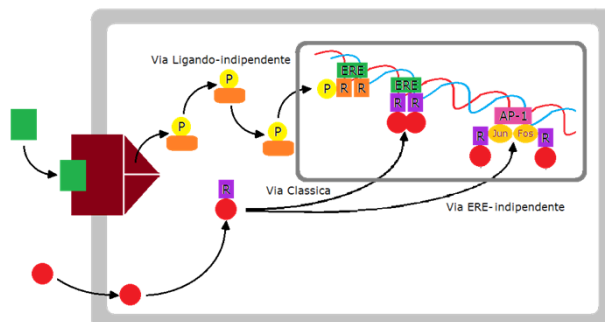 Via Ligando-indipendente
P
P
P
P
ERE
R R
ERE
R R
AP-1
R
Jun Fos
R
R
Via Classica
Via ERE-indipendente